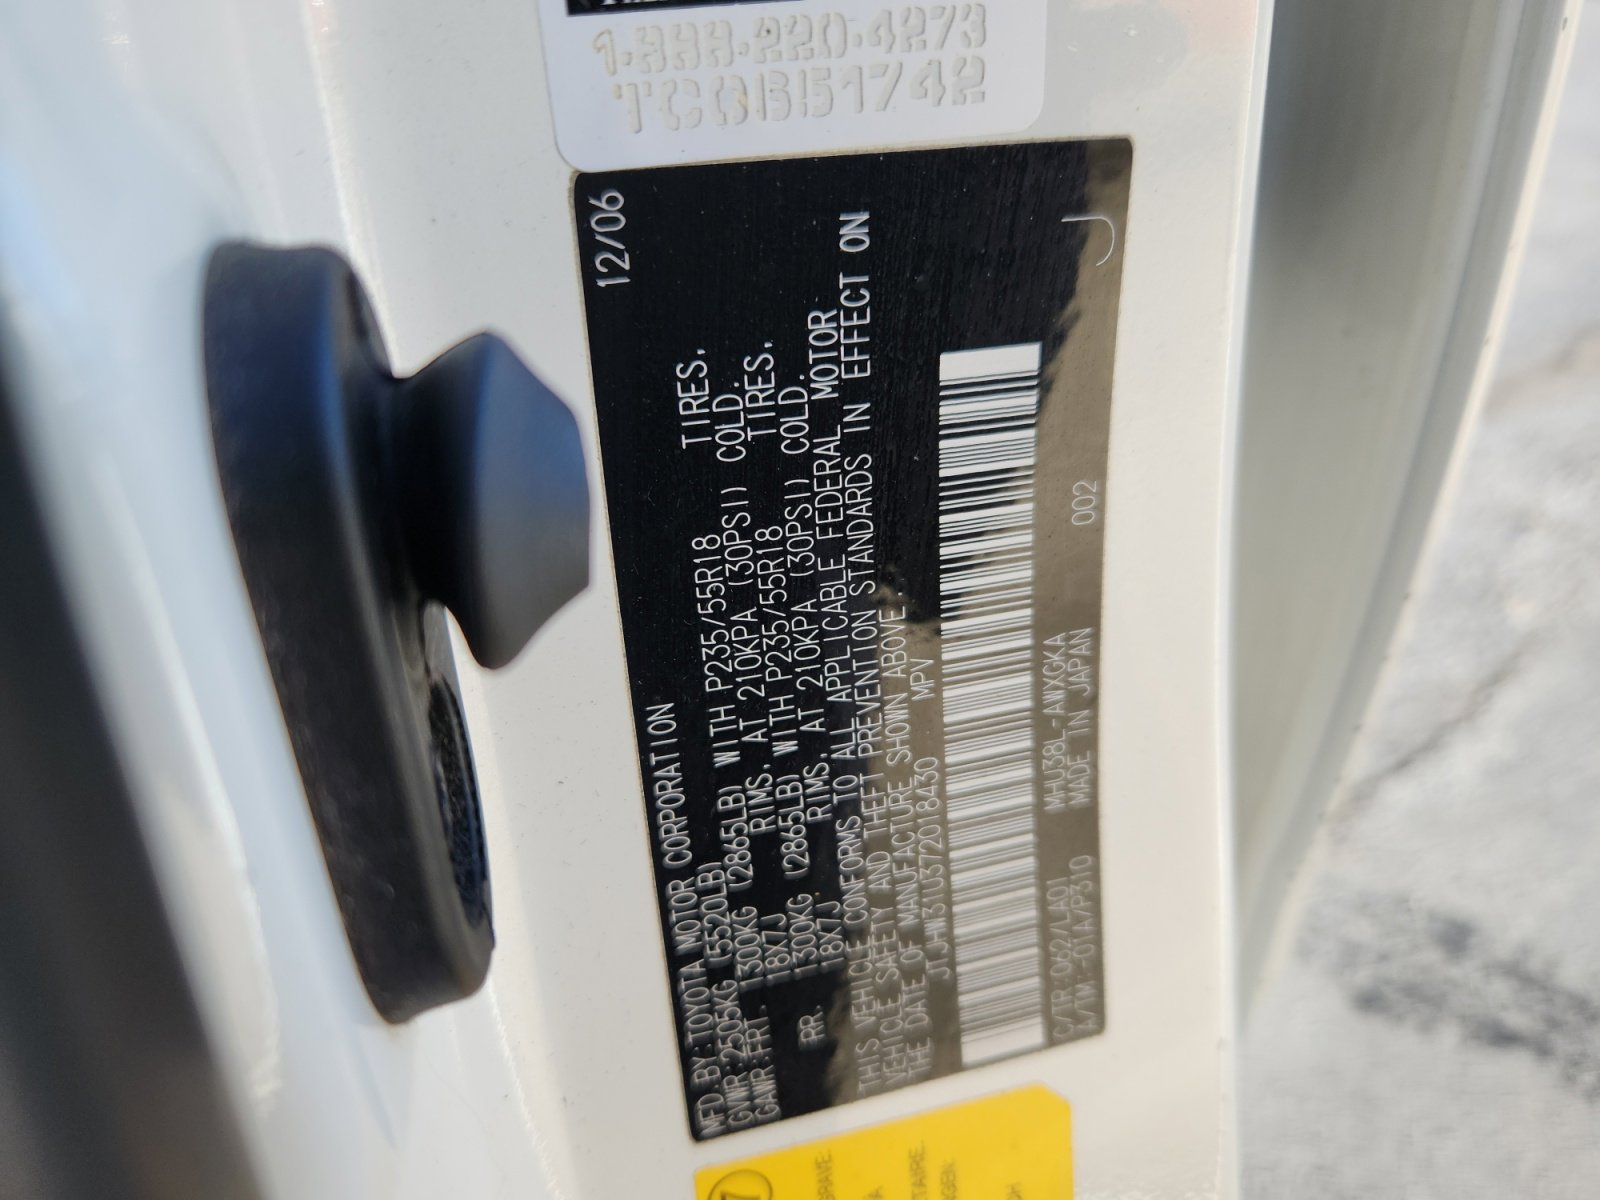 1-888-220-4273
TC0651742
MFD. BY: TOYOTA MOTOR CORPORATION 12/06
GVWR: 2505KG (5520LB)
GAWR: FRT. 1300KG (2865LB) WITH P235/55R18 TIRES,
18X7J RIMS, AT 210KPA (30PSI) COLD.
RR. 1300KG (2865LB) WITH P235/55R18 TIRES,
18X7J RIMS, AT 210KPA (30PSI) COLD.
THIS VEHICLE CONFORMS TO ALL APPLICABLE FEDERAL MOTOR
VEHICLE SAFETY AND THEFT PREVENTION STANDARDS IN EFFECT ON
THE DATE OF MANUFACTURE SHOWN ABOVE.
JTJHW31U372018430 MPV
C/TR: 062/LA01 MHU38L-AWXGKA 002 J
A/TM: -01A/P310 MADE IN JAPAN
7